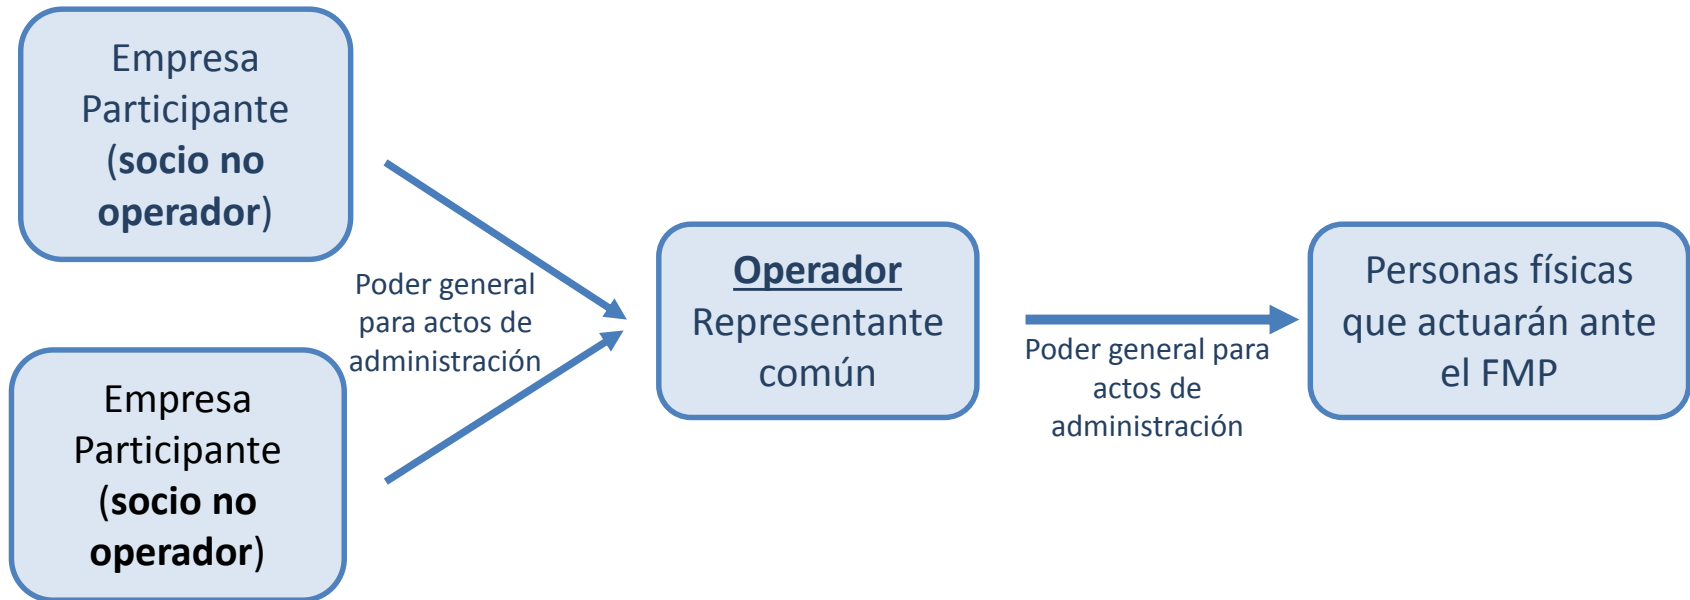 Empresa
Participante
(socio no
operador)
Poder general
para actos de
administración
Empresa
Participante
(socio no
operador)
Operador
Representante
común
Poder general para
actos de
administración
Personas físicas
que actuarán ante
el FMP